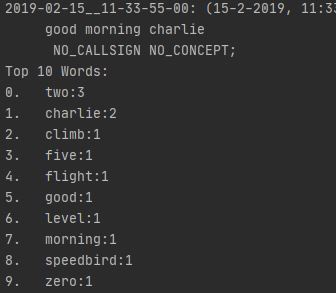 2019-02-15__11-33-55-00: (15-2-2019, 11:33
good morning charlie
NO_CALLSIGN NO_CONCEPT;
Top 10 Words:
0. two:3
1. charlie:2
2. climb:1
3. five:1
4. flight:1
5. good:1
6. level:1
7. morning:1
8. speedbird:1
9. zero:1